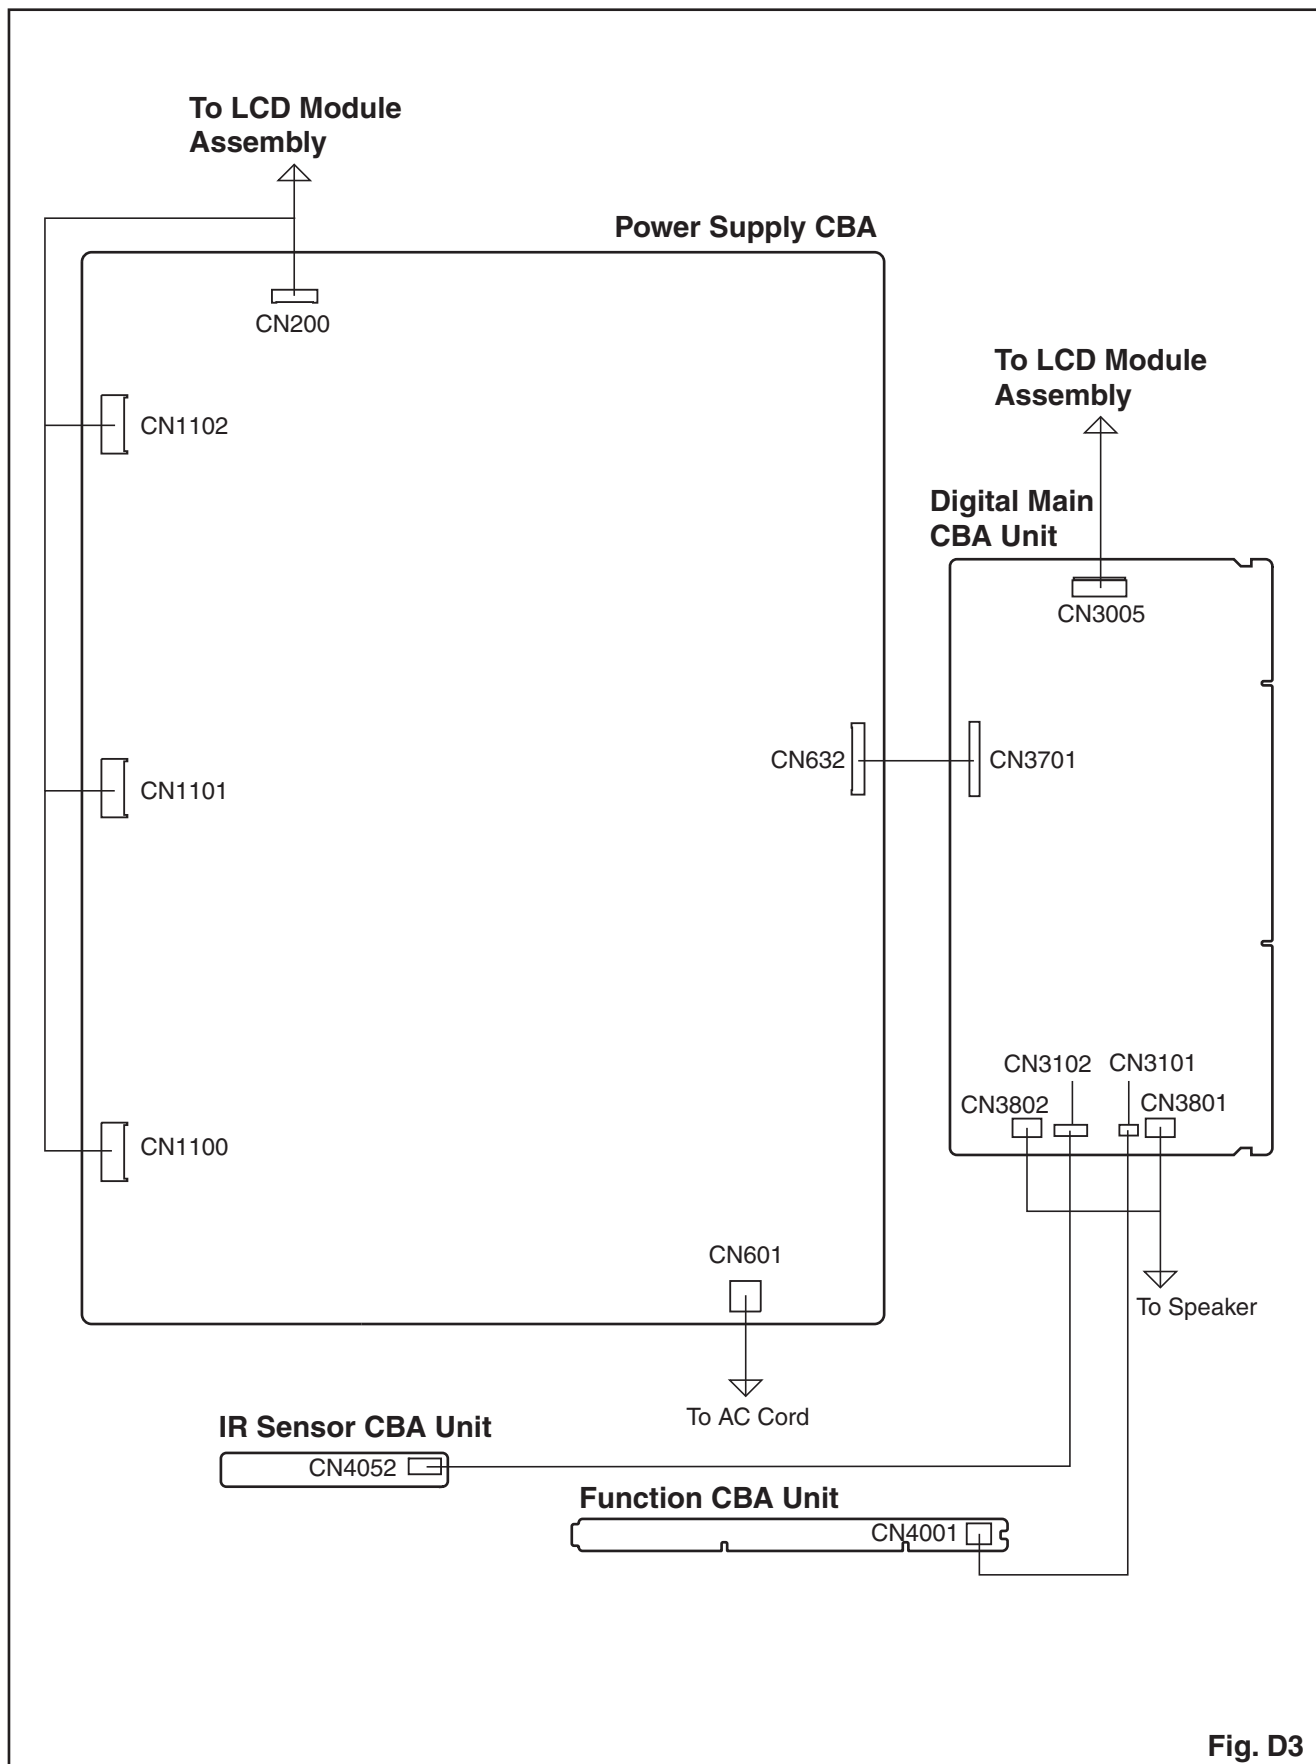 To LCD Module
Assembly
Power Supply CBA
CN200
To LCD Module
Assembly
CN1102
Digital Main
CBA Unit
CN3005
CN632
CN3701
CN1101
CN3102
CN3101
CN3802
CN3801
CN1100
CN601
To Speaker
To AC Cord
IR Sensor CBA Unit
CN4052
Function CBA Unit
CN4001
Fig. D3